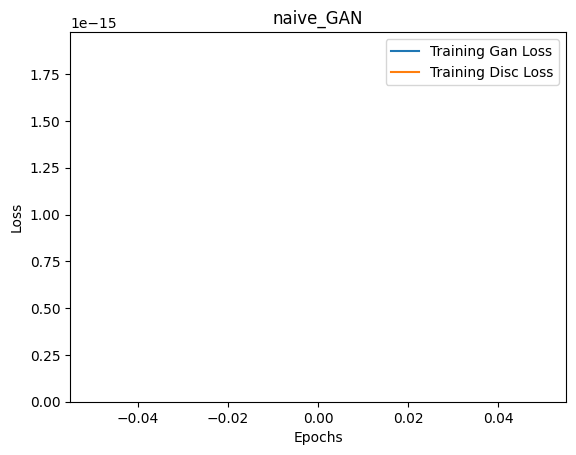 naive_GAN
1e−15
Training Gan Loss
Training Disc Loss
1.75
1.50
1.25
1.00
0.75
0.50
0.25
0.00
Loss
−0.04
−0.02
0.00
0.02
0.04
Epochs